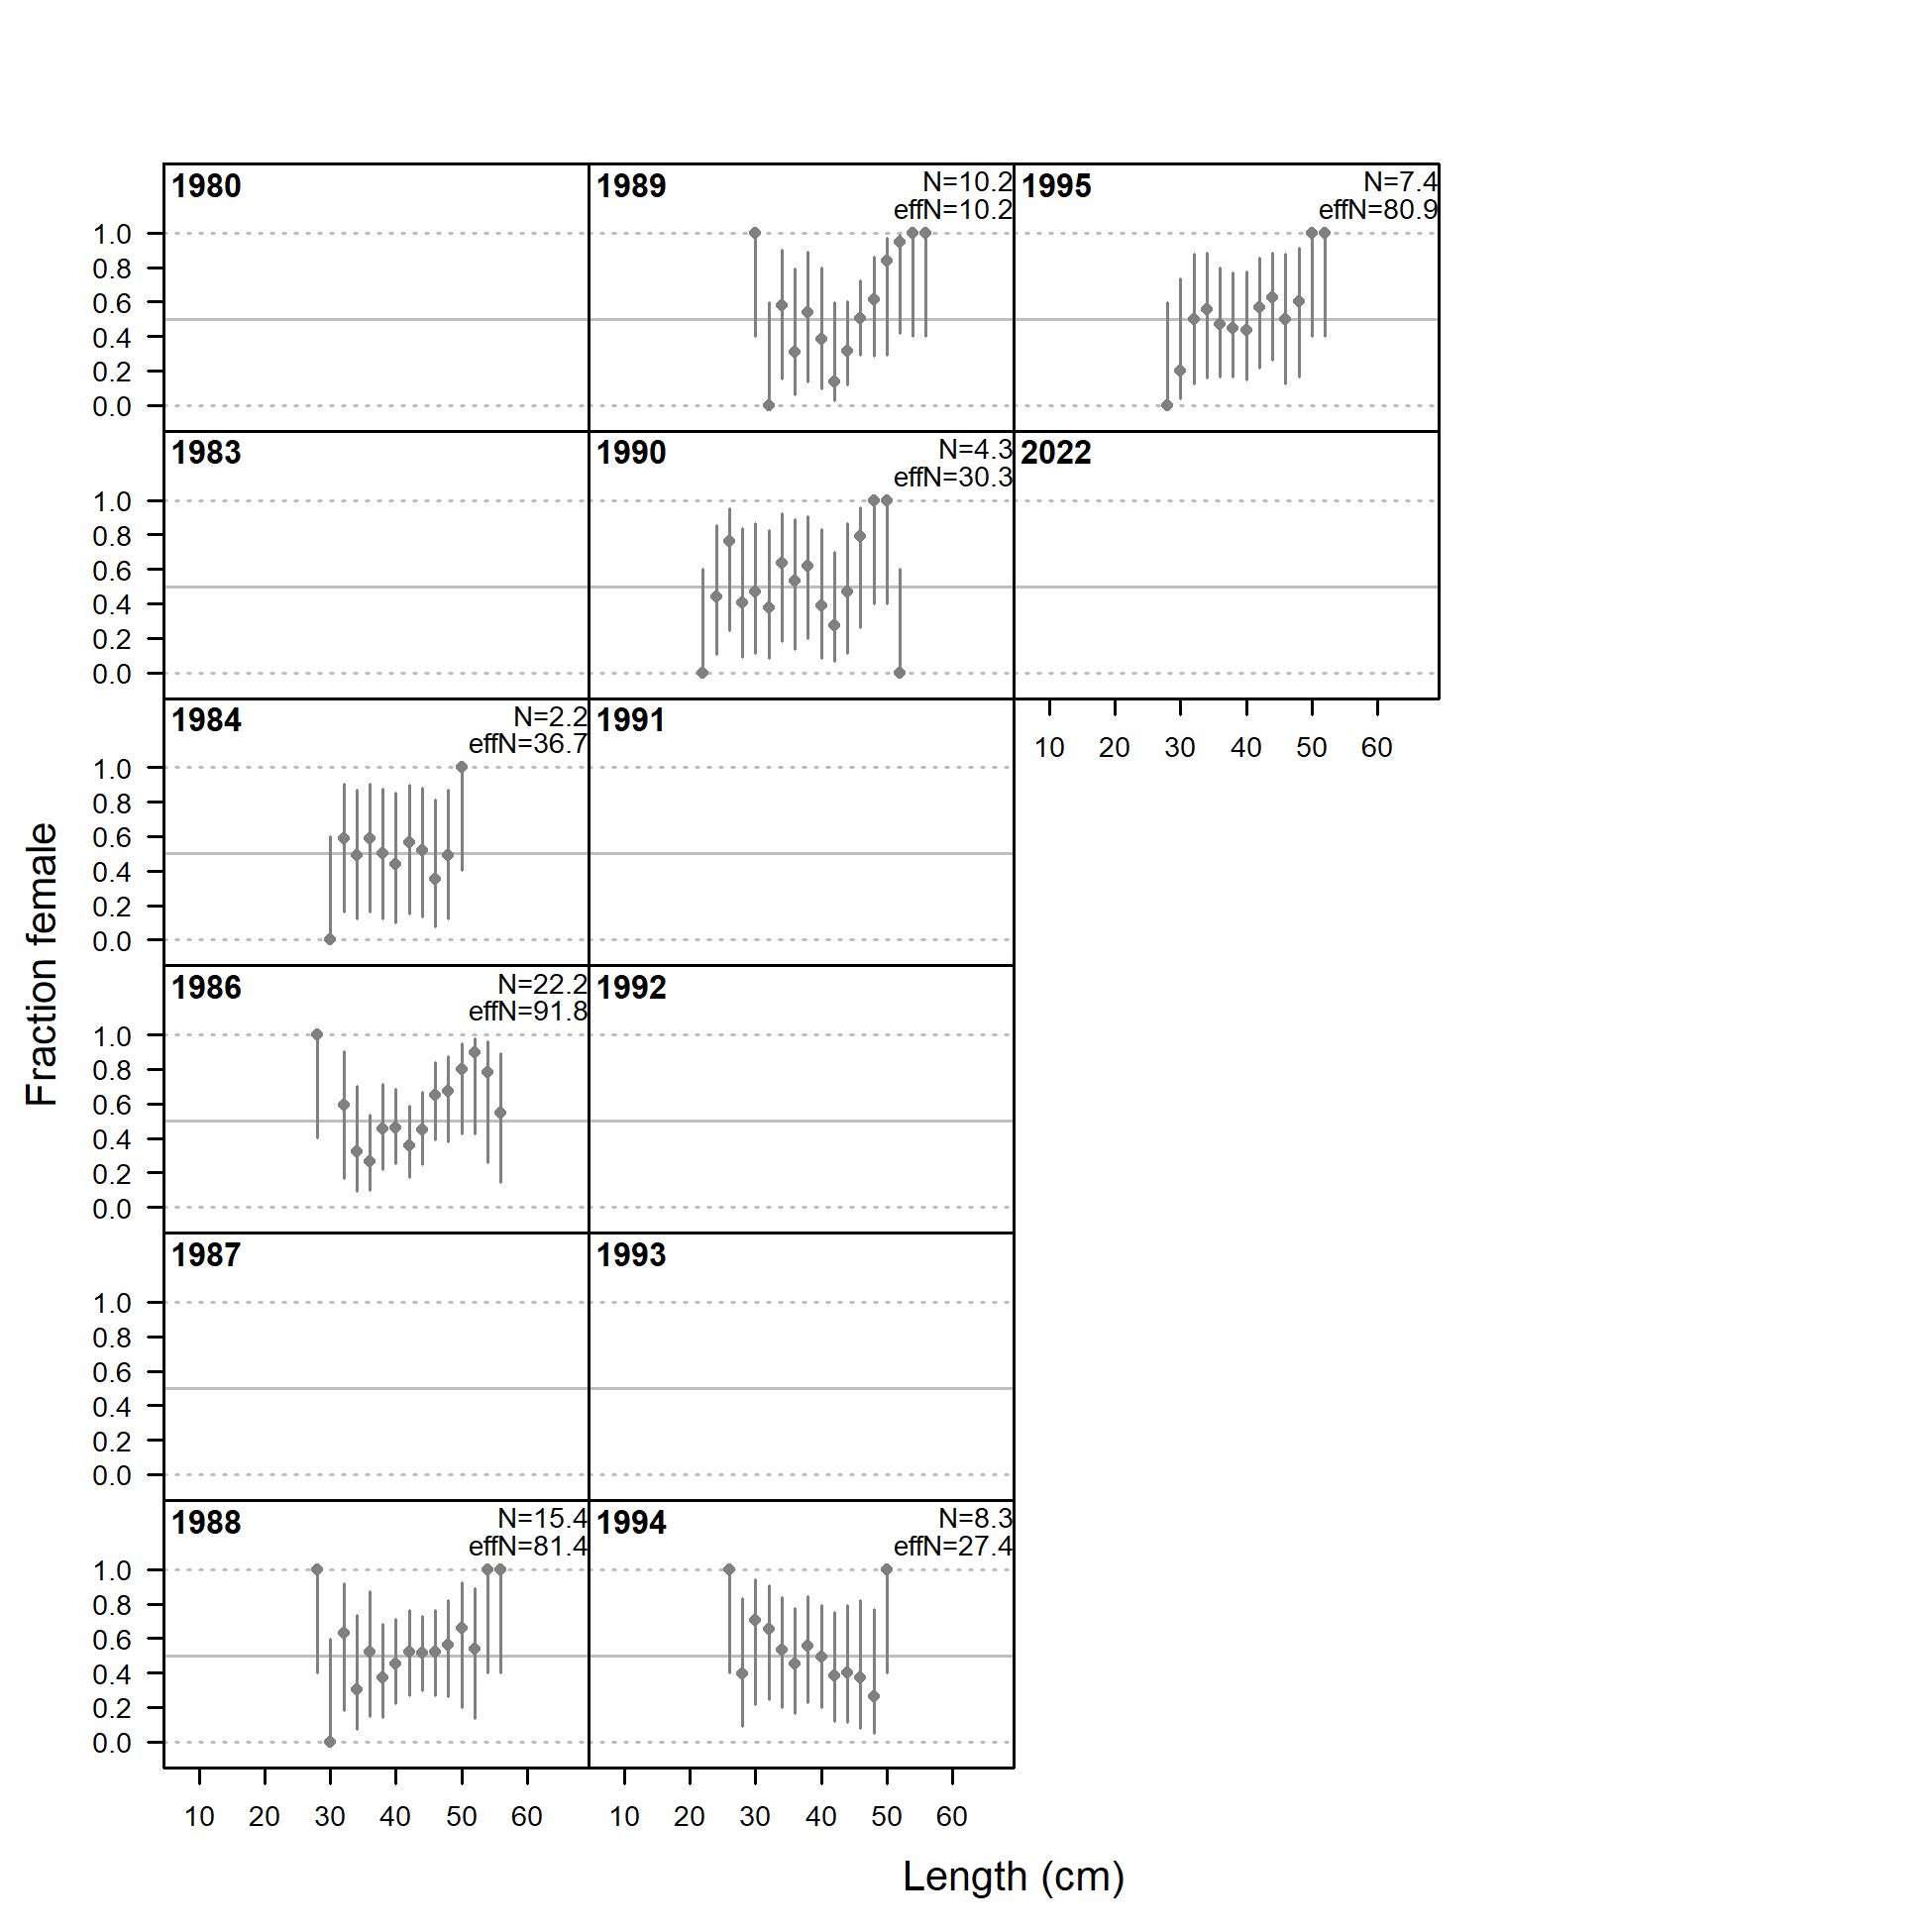 1980
1989
N=10.2
effN=10.2
1995
N=7.4
effN=80.9
1.0
0.8
0.6
0.4
0.2
0.0
1983
1990
N=4.3
effN=30.3
2022
1.0
0.8
0.6
0.4
0.2
0.0
1984
N=2.2
effN=36.7
1991
10 20 30 40 50 60
1.0
0.8
0.6
0.4
0.2
0.0
Fraction female
1986
N=22.2
effN=91.8
1992
1.0
0.8
0.6
0.4
0.2
0.0
1987
1993
1.0
0.8
0.6
0.4
0.2
0.0
1988
N=15.4
effN=81.4
1994
N=8.3
effN=27.4
1.0
0.8
0.6
0.4
0.2
0.0
10 20 30 40 50 60
10 20 30 40 50 60
Length (cm)